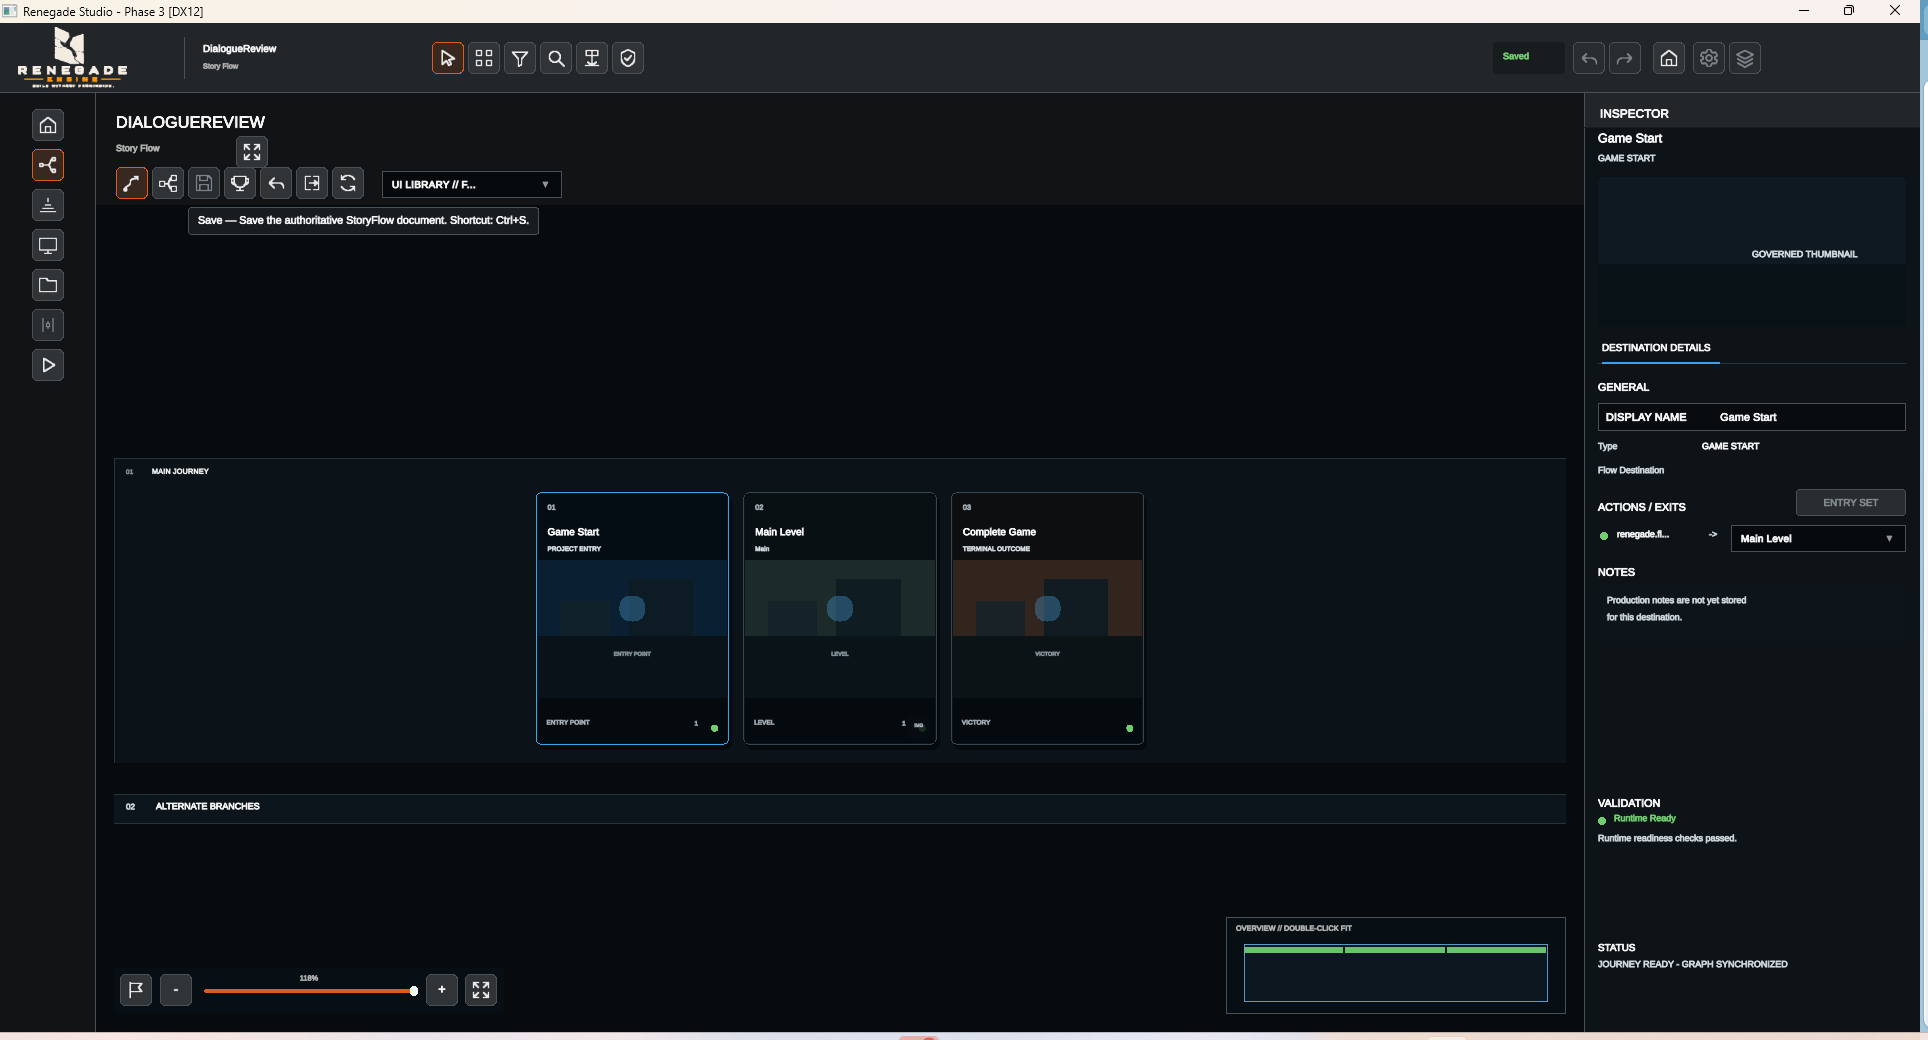 Renegade Studio - Phase 3 [DX12]
RENEGADE
ENGINE
BUILD WITHOUT PERMISSION.
DialogueReview
Story Flow
Saved
DIALOGUEREVIEW
Story Flow
UI LIBRARY // F...
Save — Save the authoritative StoryFlow document. Shortcut: Ctrl+S.
01 MAIN JOURNEY
01
Game Start
PROJECT ENTRY
ENTRY POINT
ENTRY POINT 1
02
Main Level
Main
LEVEL
LEVEL 1 IMG
03
Complete Game
TERMINAL OUTCOME
VICTORY
VICTORY
02 ALTERNATE BRANCHES
118%
- +
OVERVIEW // DOUBLE-CLICK FIT
INSPECTOR
Game Start
GAME START
GOVERNED THUMBNAIL
DESTINATION DETAILS
GENERAL
DISPLAY NAME Game Start
Type GAME START
Flow Destination
ACTIONS / EXITS ENTRY SET
renegade.fl... -> Main Level
NOTES
Production notes are not yet stored
for this destination.
VALIDATION
Runtime Ready
Runtime readiness checks passed.
STATUS
JOURNEY READY - GRAPH SYNCHRONIZED